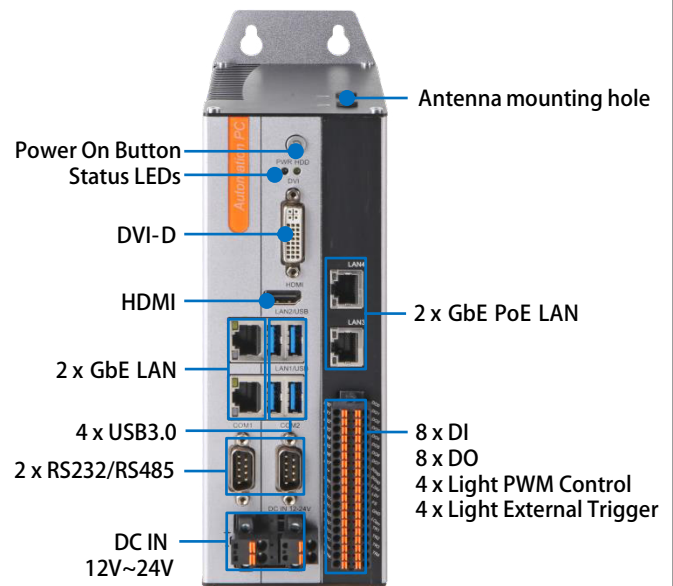 Antenna mounting hole
Power On Button
Status LEDs
PWR HDD
Automation PC
DVI
DVI-D
LAN4
HDMI
HDMI
LAN2/USB
2 x GbE PoE LAN
LAN3
2 x GbE LAN
LAN1/USB
4 x USB3.0
COM1
COM2
8 x DI
8 x DO
2 x RS232/RS485
4 x Light PWM Control
4 x Light External Trigger
DC IN 12-24V
DC IN
12V~24V